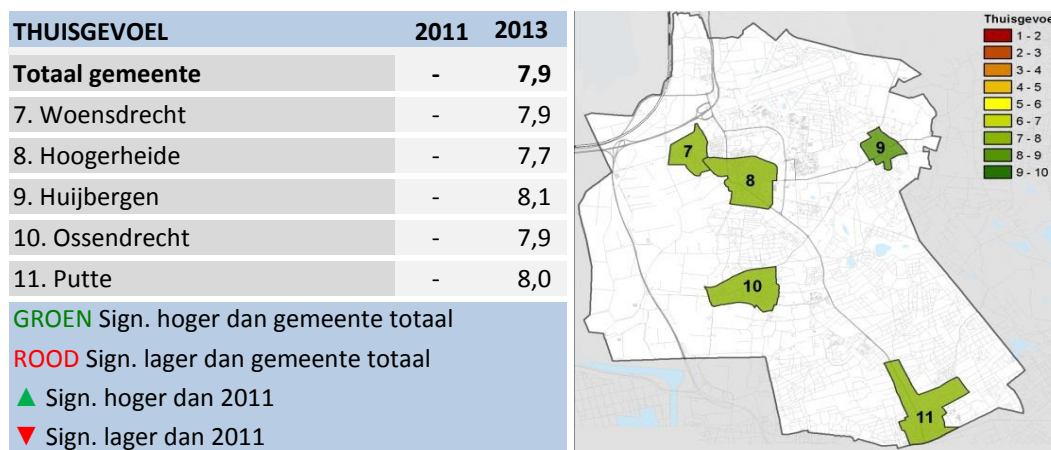 THUISGEVOEL 2011 2013
Totaal gemeente - 7,9
7. Woensdrecht - 7,9
8. Hoogerheide - 7,7
9. Huijbergen - 8,1
10. Ossendrecht - 7,9
11. Putte - 8,0
GROEN Sign. hoger dan gemeente totaal
ROOD Sign. lager dan gemeente totaal
▲ Sign. hoger dan 2011
▼ Sign. lager dan 2011
Thuisgevoe
1 - 2
2 - 3
3 - 4
4 - 5
5 - 6
6 - 7
7 - 8
8 - 9
9 - 10
7
8
9
10
11